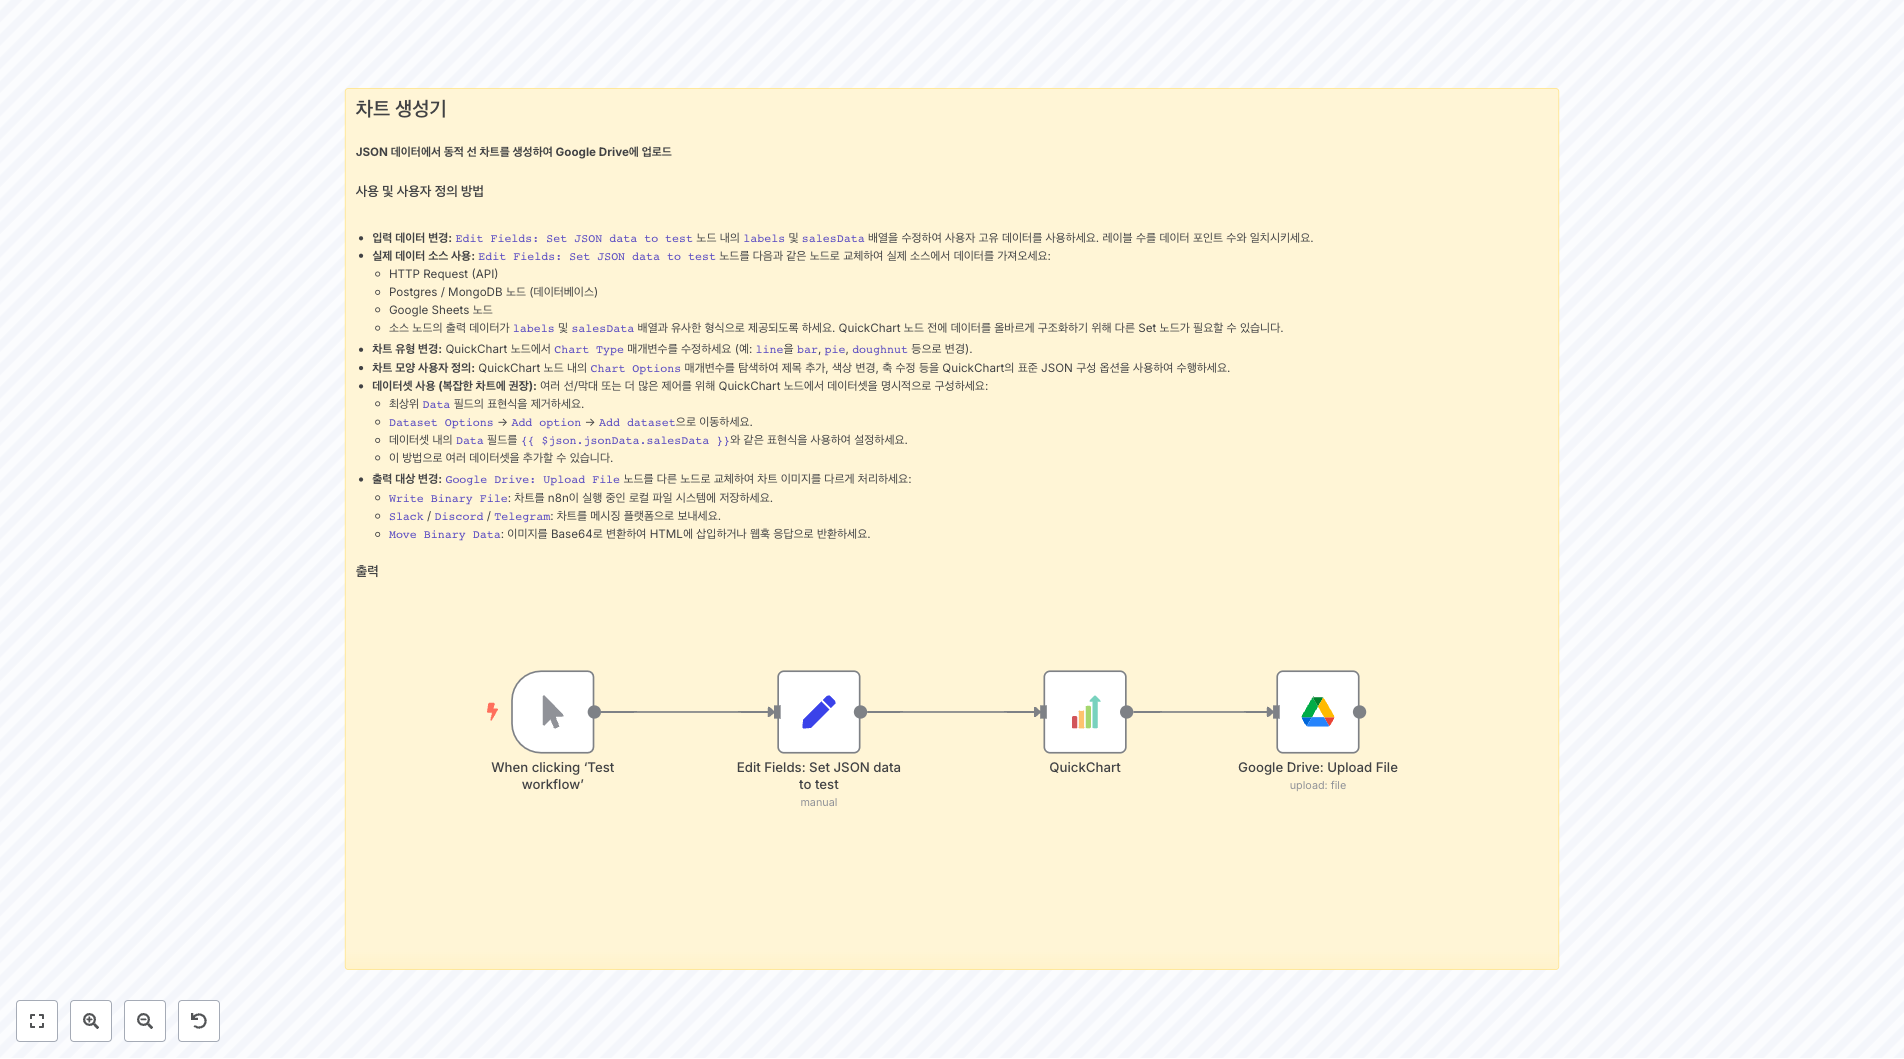 차트 생성기
JSON 데이터에서 동적 선 차트를 생성하여 Google Drive에 업로드
사용 및 사용자 정의 방법
입력 데이터 변경: Edit Fields: Set JSON data to test 노드 내의 labels 및 salesData 배열을 수정하여 사용자 고유 데이터를 사용하세요. 레이블 수를 데이터 포인트 수와 일치시키세요.
실제 데이터 소스 사용: Edit Fields: Set JSON data to test 노드를 다음과 같은 노드로 교체하여 실제 소스에서 데이터를 가져오세요:
HTTP Request (API)
Postgres / MongoDB 노드 (데이터베이스)
Google Sheets 노드
소스 노드의 출력 데이터가 labels 및 salesData 배열과 유사한 형식으로 제공되도록 하세요. QuickChart 노드 전에 데이터를 올바르게 구조화하기 위해 다른 Set 노드가 필요할 수 있습니다.
차트 유형 변경: QuickChart 노드에서 Chart Type 매개변수를 수정하세요 (예: line을 bar, pie, doughnut 등으로 변경).
차트 모양 사용자 정의: QuickChart 노드 내의 Chart Options 매개변수를 탐색하여 제목 추가, 색상 변경, 축 수정 등을 QuickChart의 표준 JSON 구성 옵션을 사용하여 수행하세요.
데이터셋 사용 (복잡한 차트에 권장): 여러 선/막대 또는 더 많은 제어를 위해 QuickChart 노드에서 데이터셋을 명시적으로 구성하세요:
최상위 Data 필드의 표현식을 제거하세요.
Dataset Options → Add option → Add dataset으로 이동하세요.
데이터셋 내의 Data 필드를 {{ $json.jsonData.salesData }}와 같은 표현식을 사용하여 설정하세요.
이 방법으로 여러 데이터셋을 추가할 수 있습니다.
출력 대상 변경: Google Drive: Upload File 노드를 다른 노드로 교체하여 차트 이미지를 다르게 처리하세요:
Write Binary File: 차트를 n8n이 실행 중인 로컬 파일 시스템에 저장하세요.
Slack / Discord / Telegram: 차트를 메시징 플랫폼으로 보내세요.
Move Binary Data: 이미지를 Base64로 변환하여 HTML에 삽입하거나 웹훅 응답으로 반환하세요.
출력
When clicking ‘Test
workflow’
Edit Fields: Set JSON data
to test
manual
QuickChart
Google Drive: Upload File
upload: file